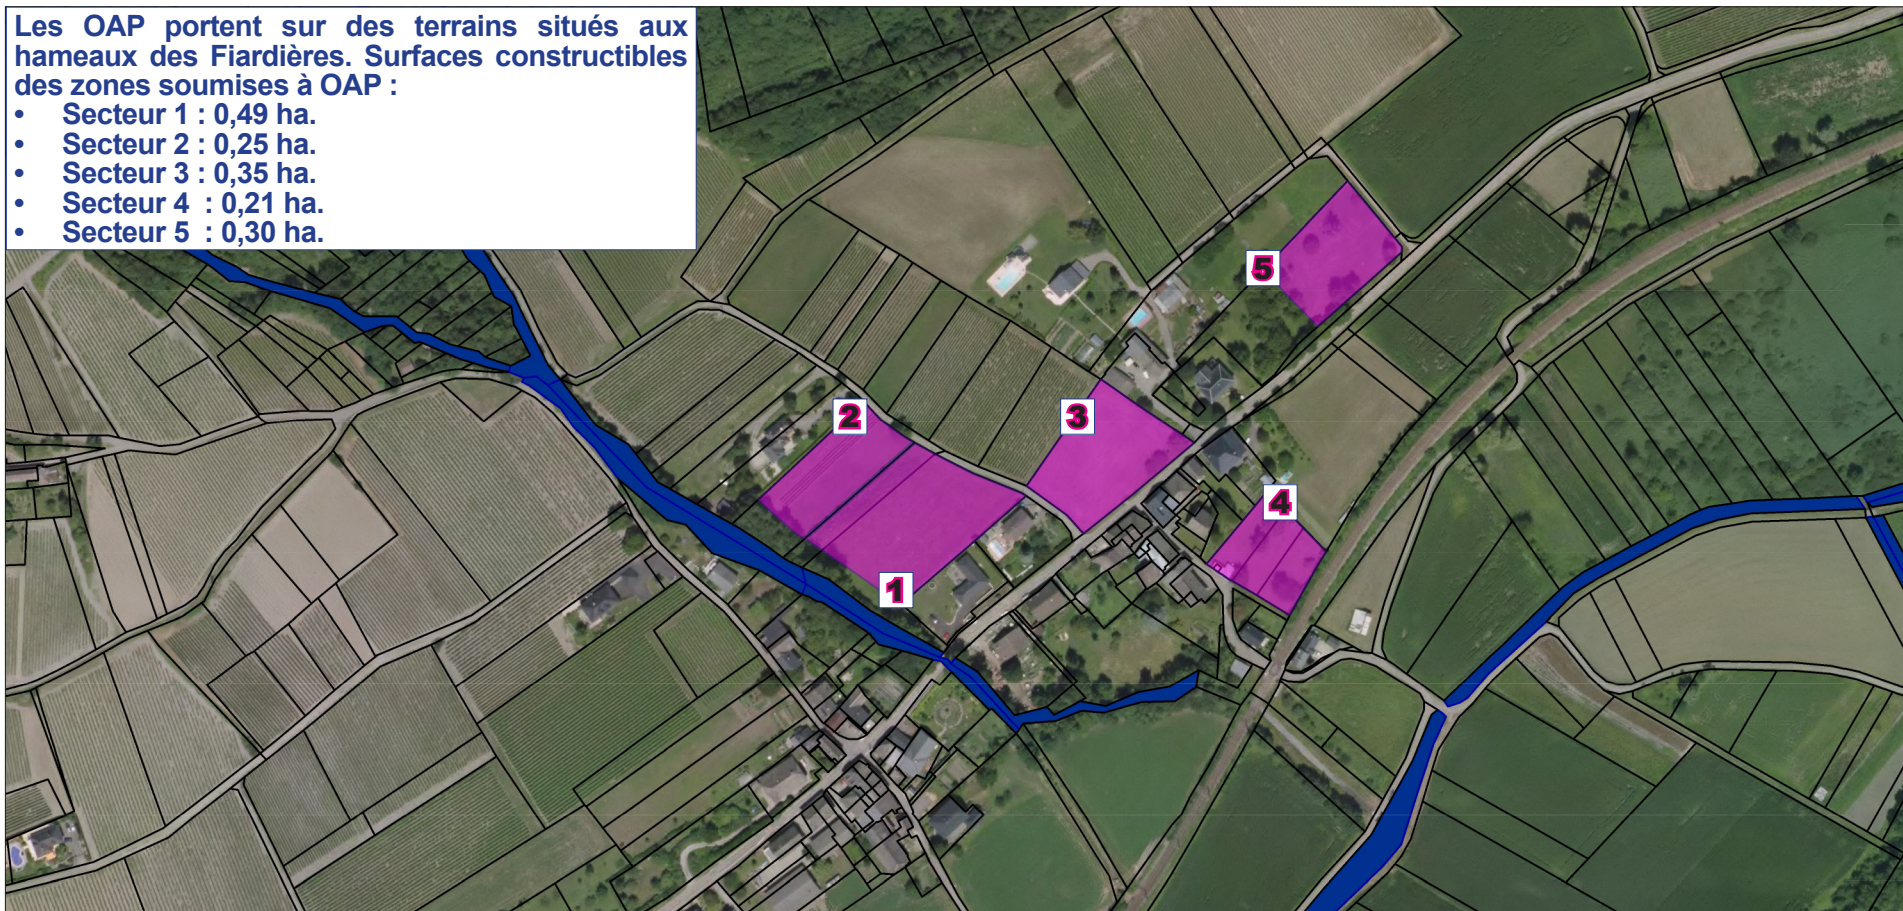 Les OAP portent sur des terrains situés aux
hameaux des Fiardières. Surfaces constructibles
des zones soumises à OAP :
• Secteur 1 : 0,49 ha.
• Secteur 2 : 0,25 ha.
• Secteur 3 : 0,35 ha.
• Secteur 4 : 0,21 ha.
• Secteur 5 : 0,30 ha.
5
2
3
4
1